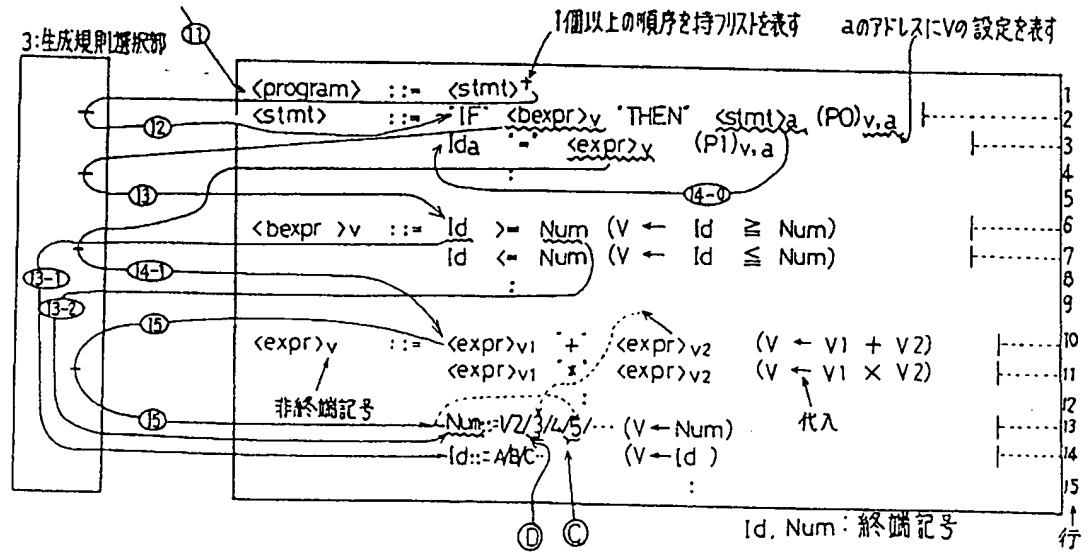 1個以上の順序を持つリストを表す
aのアドレスにVの設定を表す
3:生成規則選択部
11
<program> ::= <stmt>+ 1
<stmt> ::= "IF" <bexpr>v "THEN" <stmt>a (P0)v,a 2
Ida "=" <expr>v (P1)v,a 3
: 4
12
13
14-0
5
<bexpr>v ::= Id >= Num (V ← Id ≧ Num) 6
Id <= Num (V ← Id ≦ Num) 7
: 8
13-1
14-1
13-2
9
15
<expr>v ::= <expr>v1 "+" <expr>v2 (V ← V1 + V2) 10
<expr>v1 "*" <expr>v2 (V ← V1 × V2) 11
: 12
非終端記号
代入
15
Num::=1/2/3/4/5/… (V←Num) 13
Id::=A/B/C… (V←Id) 14
: 15
D
C
Id, Num:終端記号
行